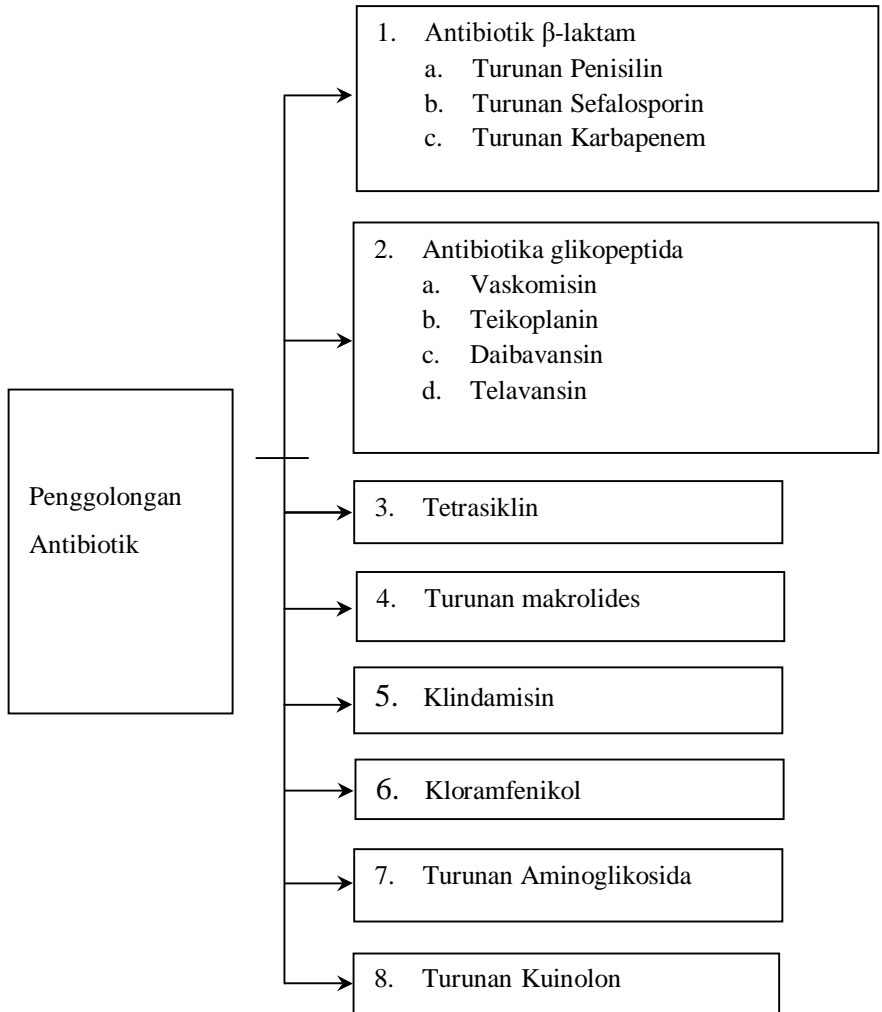 1. Antibiotik β-laktam
a. Turunan Penisilin
b. Turunan Sefalosporin
c. Turunan Karbapenem
2. Antibiotika glikopeptida
a. Vaskomisin
b. Teikoplanin
c. Daibavansin
d. Telavansin
Penggolongan
Antibiotik
3. Tetrasiklin
4. Turunan makrolides
5. Klindamisin
6. Kloramfenikol
7. Turunan Aminoglikosida
8. Turunan Kuinolon